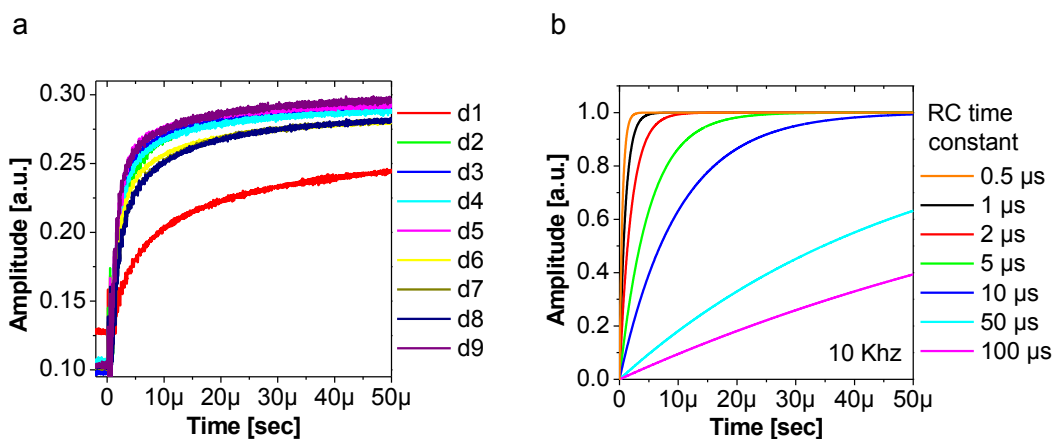 a
0.30
0.25
0.20
0.15
0.10
Amplitude [a.u.]
0
10µ
20µ
30µ
40µ
50µ
Time [sec]
d1
d2
d3
d4
d5
d6
d7
d8
d9
b
1.0
0.8
0.6
0.4
0.2
0.0
Amplitude [a.u.]
0
10µ
20µ
30µ
40µ
50µ
Time [sec]
10 Khz
RC time
constant
0.5 µs
1 µs
2 µs
5 µs
10 µs
50 µs
100 µs